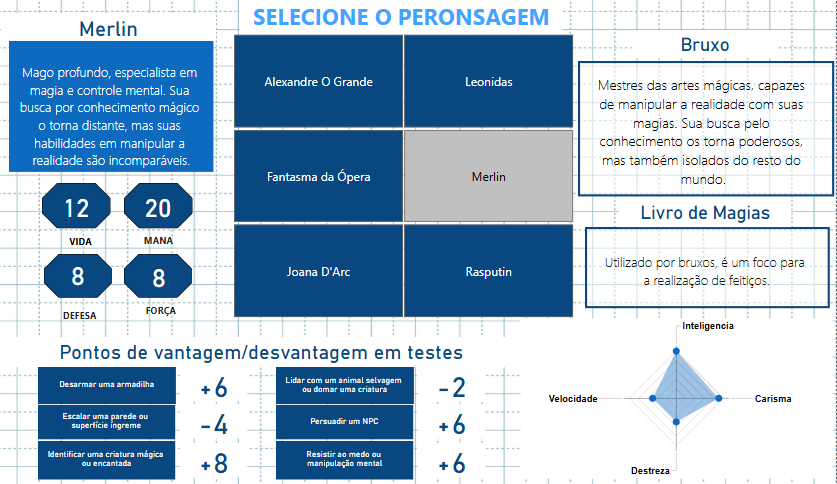 SELECIONE O PERONSAGEM
Merlin
Mago profundo, especialista em
magia e controle mental. Sua
busca por conhecimento mágico
o torna distante, mas suas
habilidades em manipular a
realidade são incomparáveis.
12
20
VIDA
MANA
8
8
DEFESA
FORÇA
Alexandre O Grande
Leonidas
Fantasma da Ópera
Merlin
Joana D'Arc
Rasputin
Bruxo
Mestres das artes mágicas, capazes
de manipular a realidade com suas
magias. Sua busca pelo
conhecimento os torna poderosos,
mas também isolados do resto do
mundo.
Livro de Magias
Utilizado por bruxos, é um foco para
a realização de feitiços.
Pontos de vantagem/desvantagem em testes
Desarmar uma armadilha
+6
Lidar com um animal selvagem
ou domar uma criatura
-2
Escalar uma parede ou
superfície ingreme
-4
Persuadir um NPC
+6
Identificar uma criatura mágica
ou encantada
+8
Resistir ao medo ou
manipulação mental
+6
Inteligencia
Velocidade
Carisma
Destreza